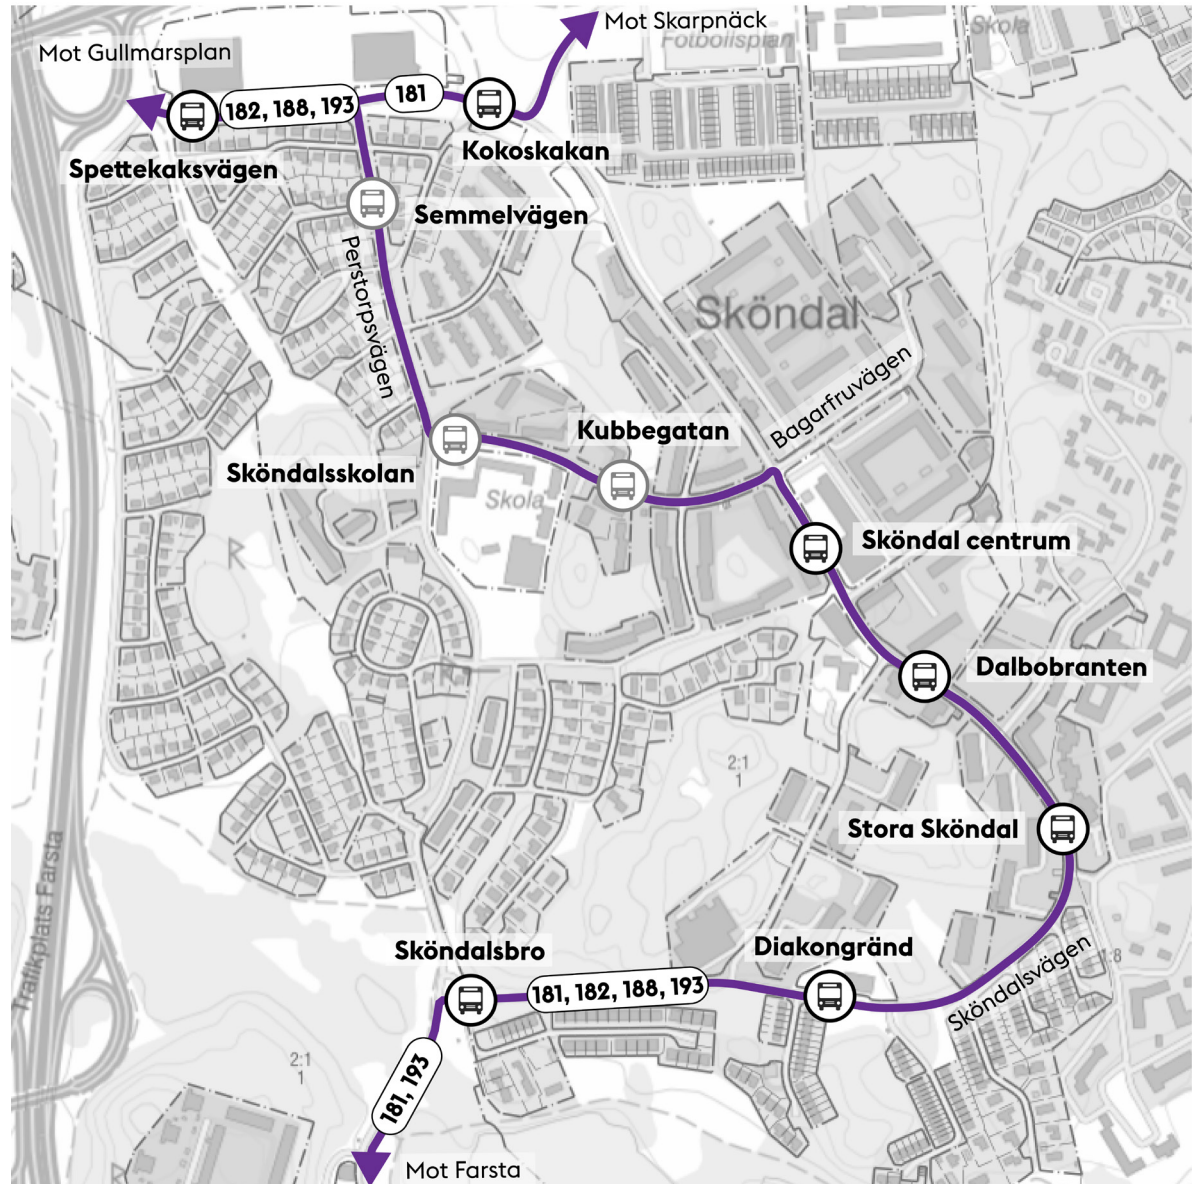 Mot Skarpnäck
Skola
Fotbollsplan
Mot Gullmarsplan
182, 188, 193
181
Kokoskakan
Spettekaksvägen
Semmelvägen
Perstorpsvägen
Sköndal
Bagarfruvägen
Kubbegatan
Sköndalsskolan
Skola
Sköndal centrum
R
R
Dalbobranten
2:1
1
Stora Sköndal
Trafikplats Farsta
Sköndalsbro
Diakongränd
1:8
Sköndalsvägen
181, 182, 188, 193
2:1
1
181, 193
Mot Farsta